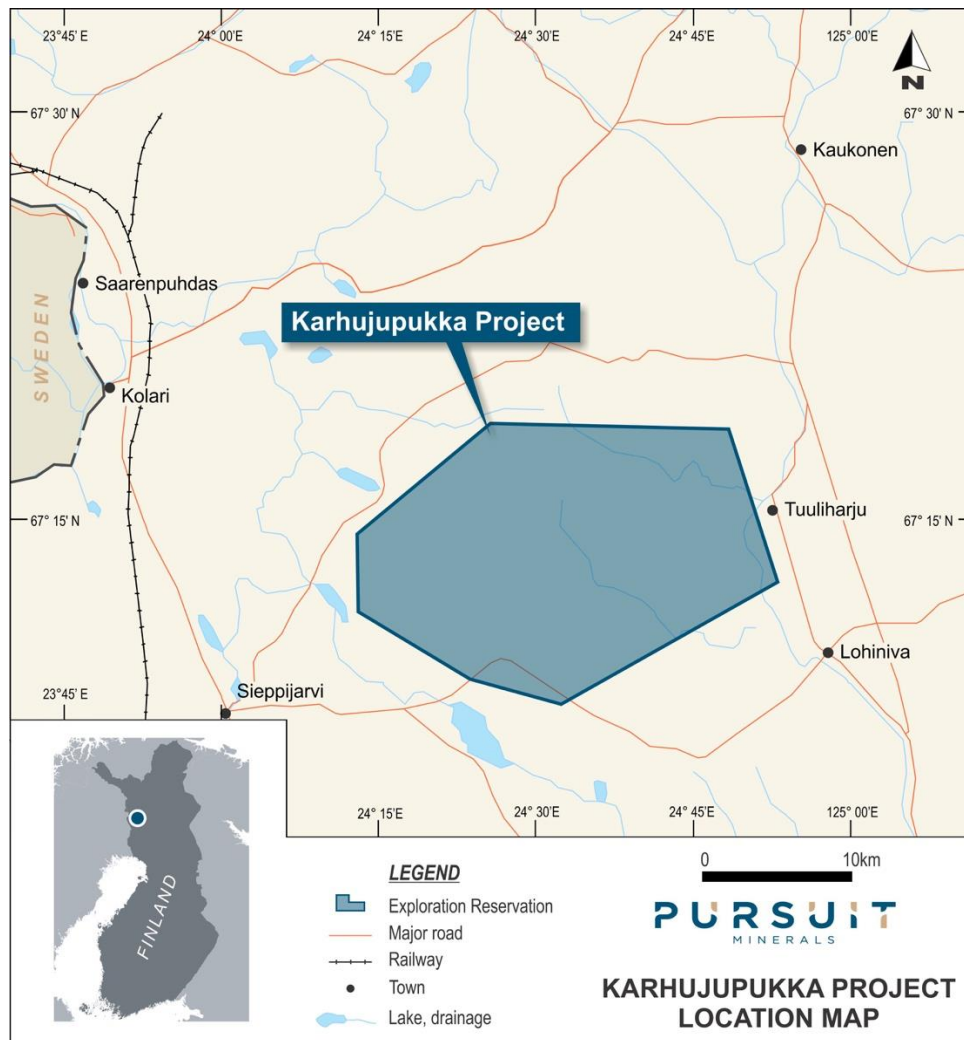 23°45' E
24° 00'E
24° 15'E
24° 30'E
24° 45'E
125° 00'E
N
67° 30' N
67° 30' N
Kaukonen
Saarenpuhdas
SWEDEN
Karhujupukka Project
Kolari
67° 15' N
Tuuliharju
67° 15' N
Lohiniva
23°45' E
Sieppijarvi
FINLAND
24° 15'E
24° 30'E
24° 45'E
125° 00'E
LEGEND
Exploration Reservation
Major road
Railway
Town
Lake, drainage
0 10km
PURSUIT
MINERALS
KARHUJUPUKKA PROJECT
LOCATION MAP